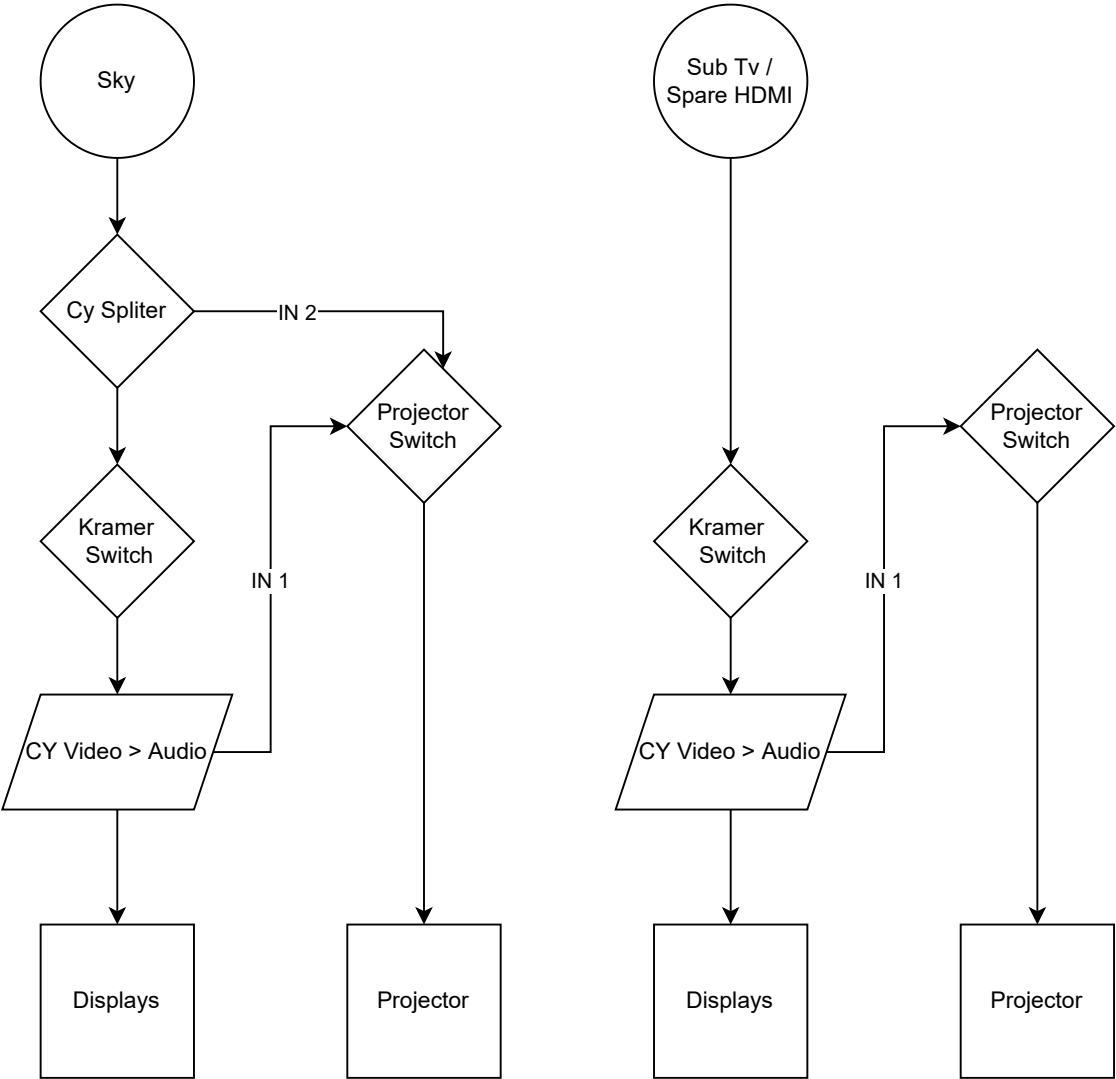 Sky
Cy Spliter
IN 2
Projector
Switch
Kramer
Switch
IN 1
CY Video > Audio
Displays
Projector
Sub Tv /
Spare HDMI
Projector
Switch
Kramer
Switch
IN 1
CY Video > Audio
Displays
Projector